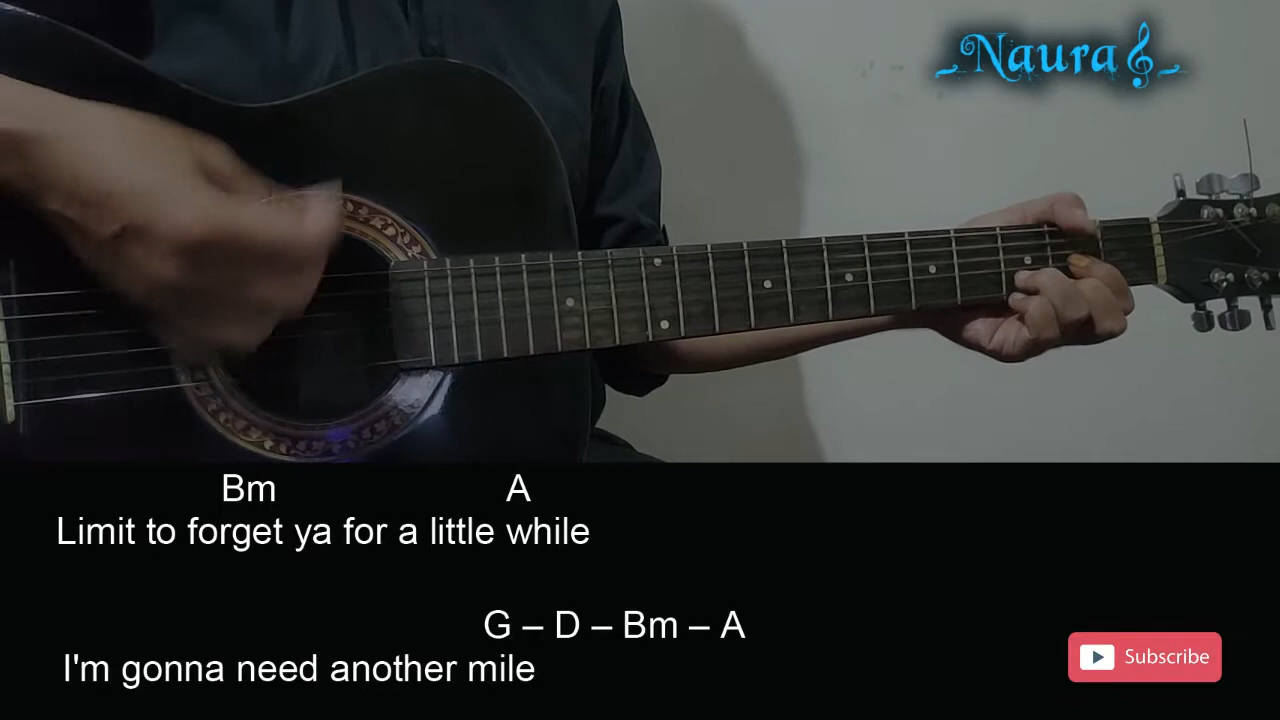 Naura
Bm A
Limit to forget ya for a little while
G – D – Bm – A
I'm gonna need another mile
Subscribe